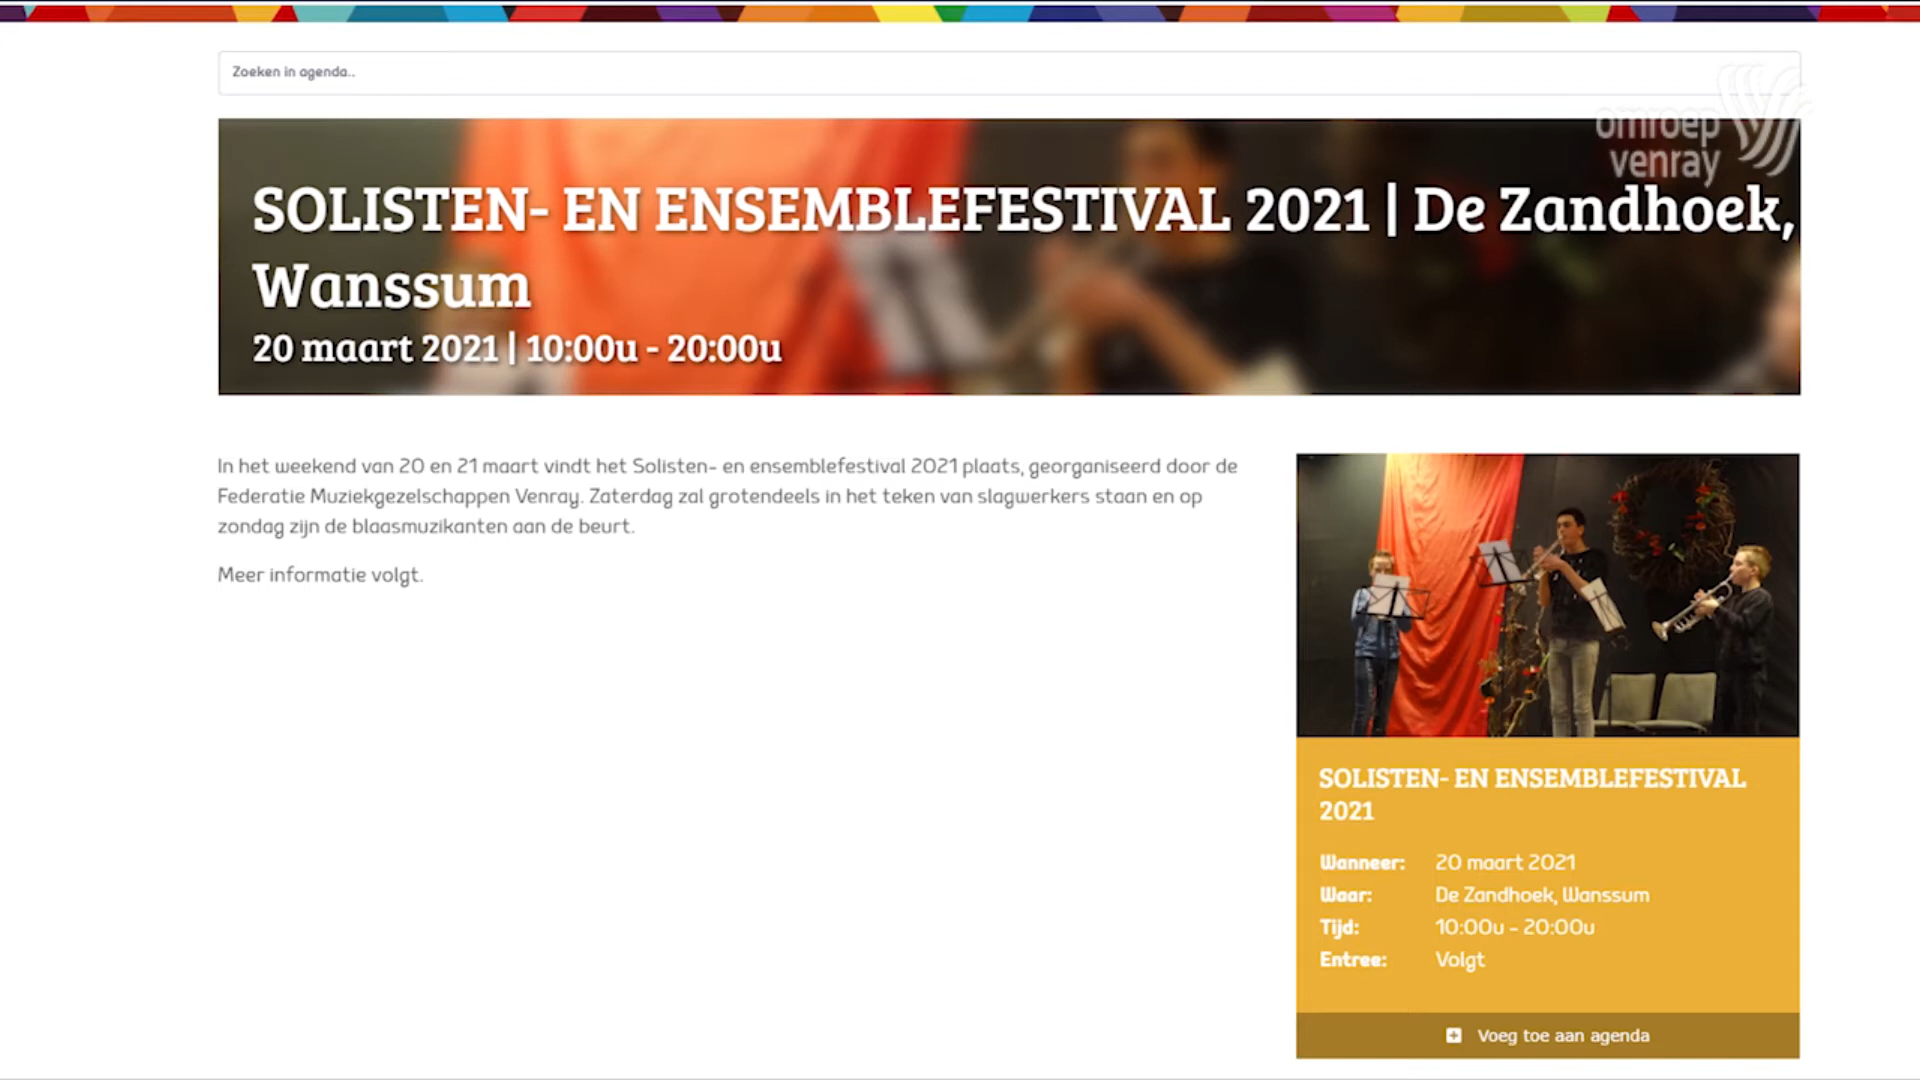 Zoeken in agenda..
omroep
venray
SOLISTEN- EN ENSEMBLEFESTIVAL 2021 | De Zandhoek,
Wanssum
20 maart 2021 | 10:00u - 20:00u
In het weekend van 20 en 21 maart vindt het Solisten- en ensemblefestival 2021 plaats, georganiseerd door de
Federatie Muziekgezelschappen Venray. Zaterdag zal grotendeels in het teken van slagwerkers staan en op
zondag zijn de blaasmuzikanten aan de beurt.
Meer informatie volgt.
SOLISTEN- EN ENSEMBLEFESTIVAL
2021
Wanneer: 20 maart 2021
Waar: De Zandhoek, Wanssum
Tijd: 10:00u - 20:00u
Entree: Volgt
Voeg toe aan agenda